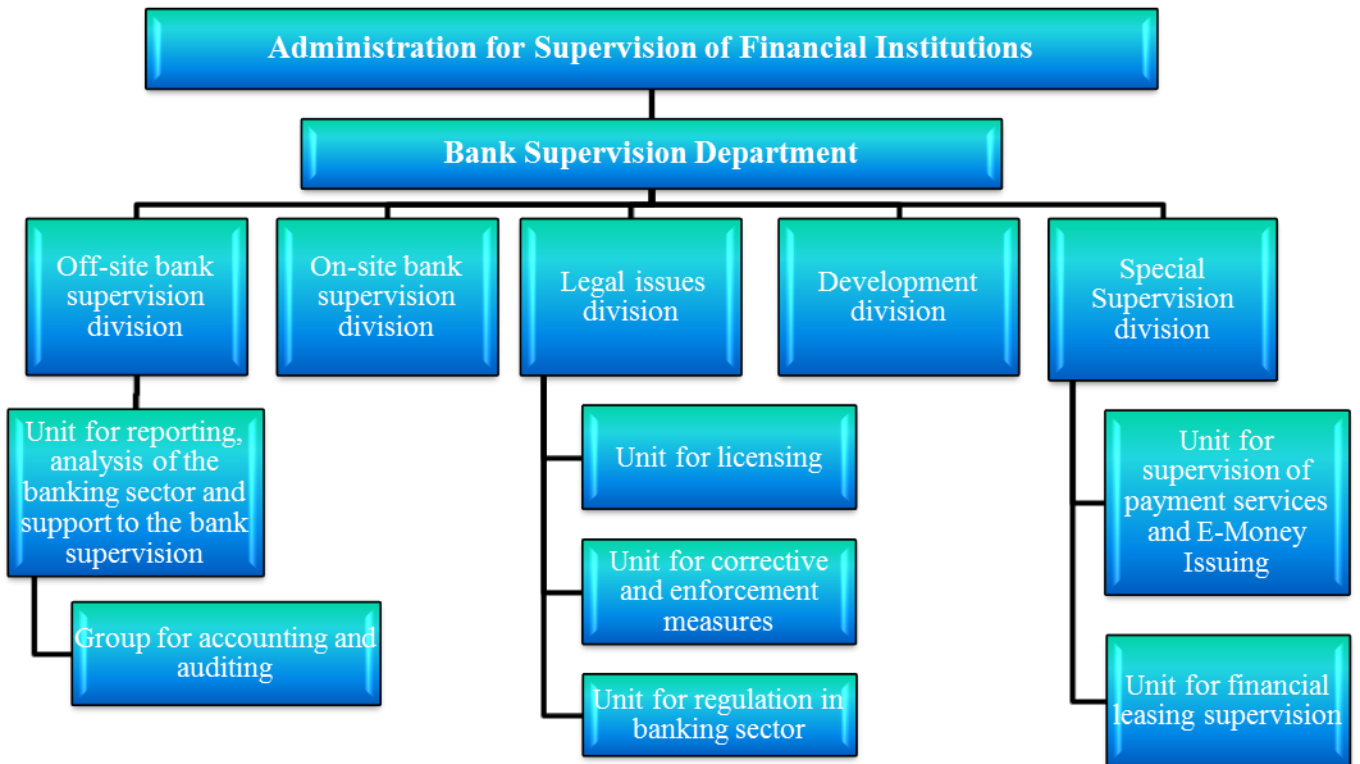 Administration for Supervision of Financial Institutions
Bank Supervision Department
Off-site bank
supervision
division
On-site bank
supervision
division
Legal issues
division
Development
division
Special
Supervision
division
Unit for reporting,
analysis of the
banking sector and
support to the bank
supervision
Group for accounting and
auditing
Unit for licensing
Unit for corrective
and enforcement
measures
Unit for regulation in
banking sector
Unit for
supervision of
payment services
and E-Money
Issuing
Unit for financial
leasing supervision